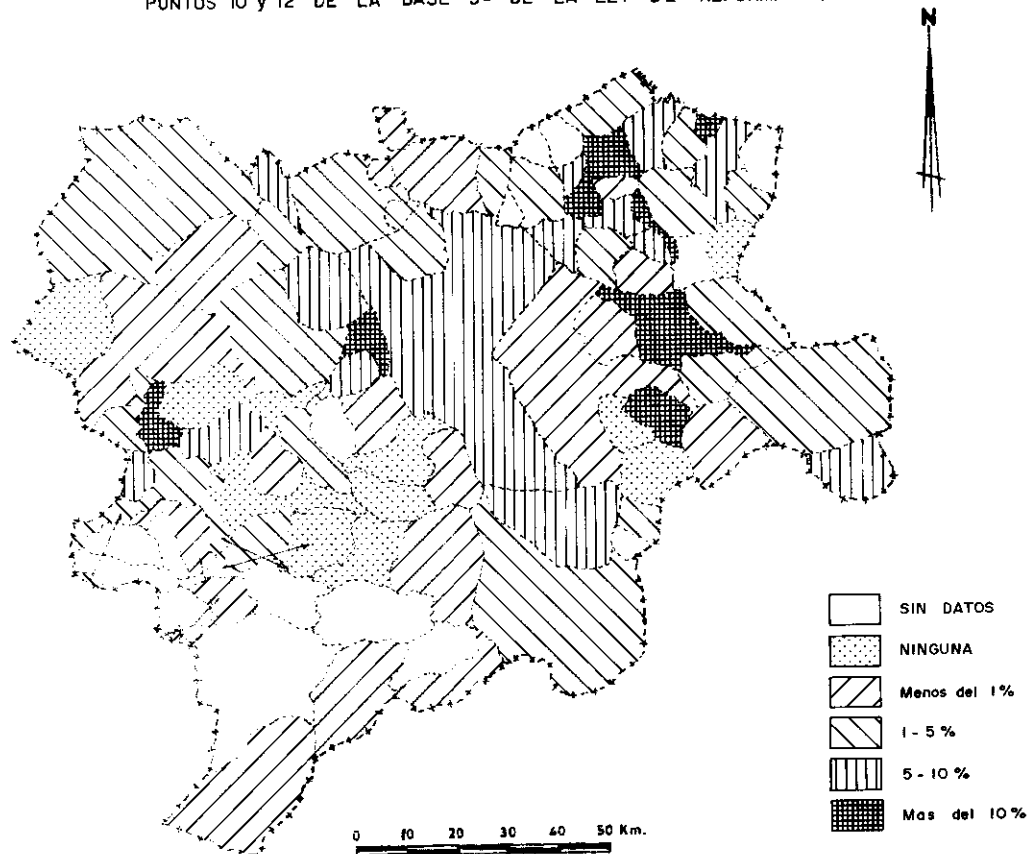 PUNTOS 10 y 12 DE LA BASE 5ª DE LA LEY DE
N
SIN DATOS
NINGUNA
Menos del 1%
1 - 5 %
5 - 10 %
Mas del 10%
0 10 20 30 40 50 Km.